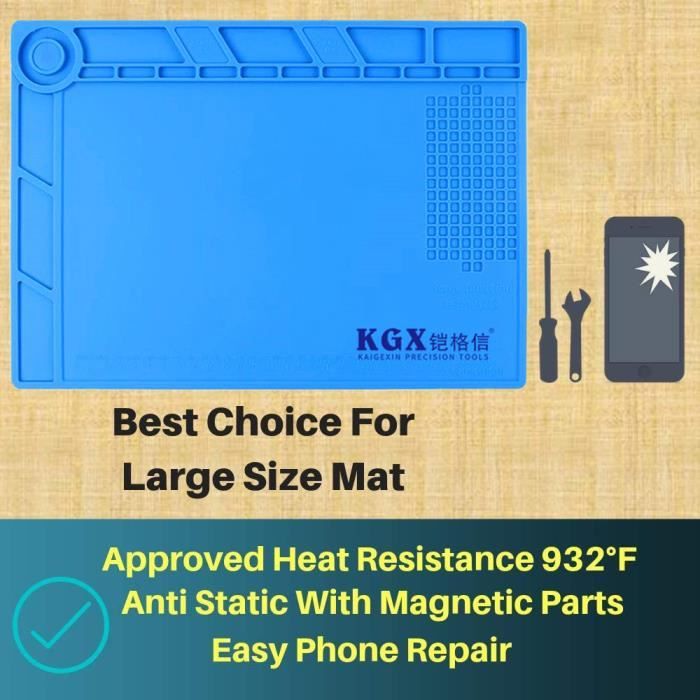 KGX铠格信®
KAIGEXIN PRECISION TOOLS
Best Choice For
Large Size Mat
Approved Heat Resistance 932°F
Anti Static With Magnetic Parts
Easy Phone Repair